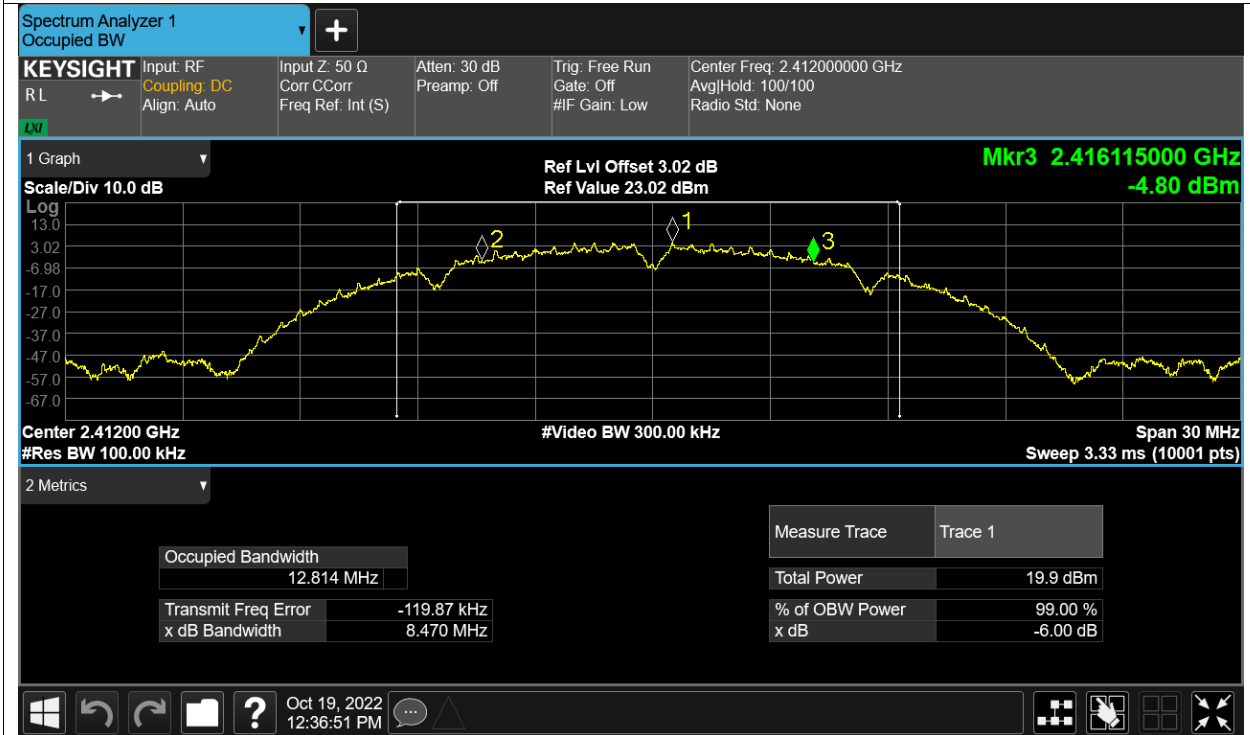 Spectrum Analyzer 1
Occupied BW
▼
+
KEYSIGHT
Input: RF
Input Z: 50 Ω
Atten: 30 dB
Trig: Free Run
Center Freq: 2.412000000 GHz
R L
Coupling: DC
Corr CCorr
Preamp: Off
Gate: Off
Avg|Hold: 100/100
Align: Auto
Freq Ref: Int (S)
#IF Gain: Low
Radio Std: None
LXI
1 Graph ▼
Ref Lvl Offset 3.02 dB
Mkr3 2.416115000 GHz
Scale/Div 10.0 dB
Ref Value 23.02 dBm
-4.80 dBm
Log
13.0
3.02
-6.98
-17.0
-27.0
-37.0
-47.0
-57.0
-67.0
2
1
3
Center 2.41200 GHz
#Video BW 300.00 kHz
Span 30 MHz
#Res BW 100.00 kHz
Sweep 3.33 ms (10001 pts)
2 Metrics ▼
Measure Trace
Trace 1
Occupied Bandwidth
12.814 MHz
Total Power
19.9 dBm
Transmit Freq Error
-119.87 kHz
% of OBW Power
99.00 %
x dB Bandwidth
8.470 MHz
x dB
-6.00 dB
?
Oct 19, 2022
12:36:51 PM